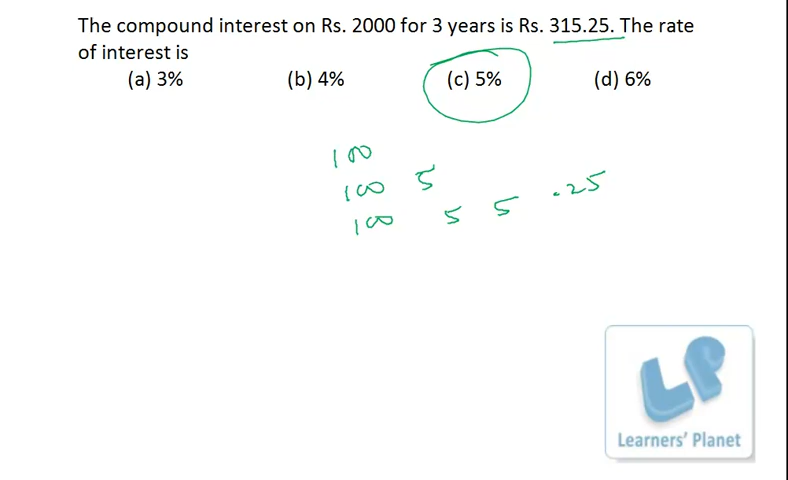 The compound interest on Rs. 2000 for 3 years is Rs. 315.25. The rate
of interest is
(a) 3% (b) 4% (c) 5% (d) 6%
100
100 5
100 5 5 .25
LP
Learners' Planet